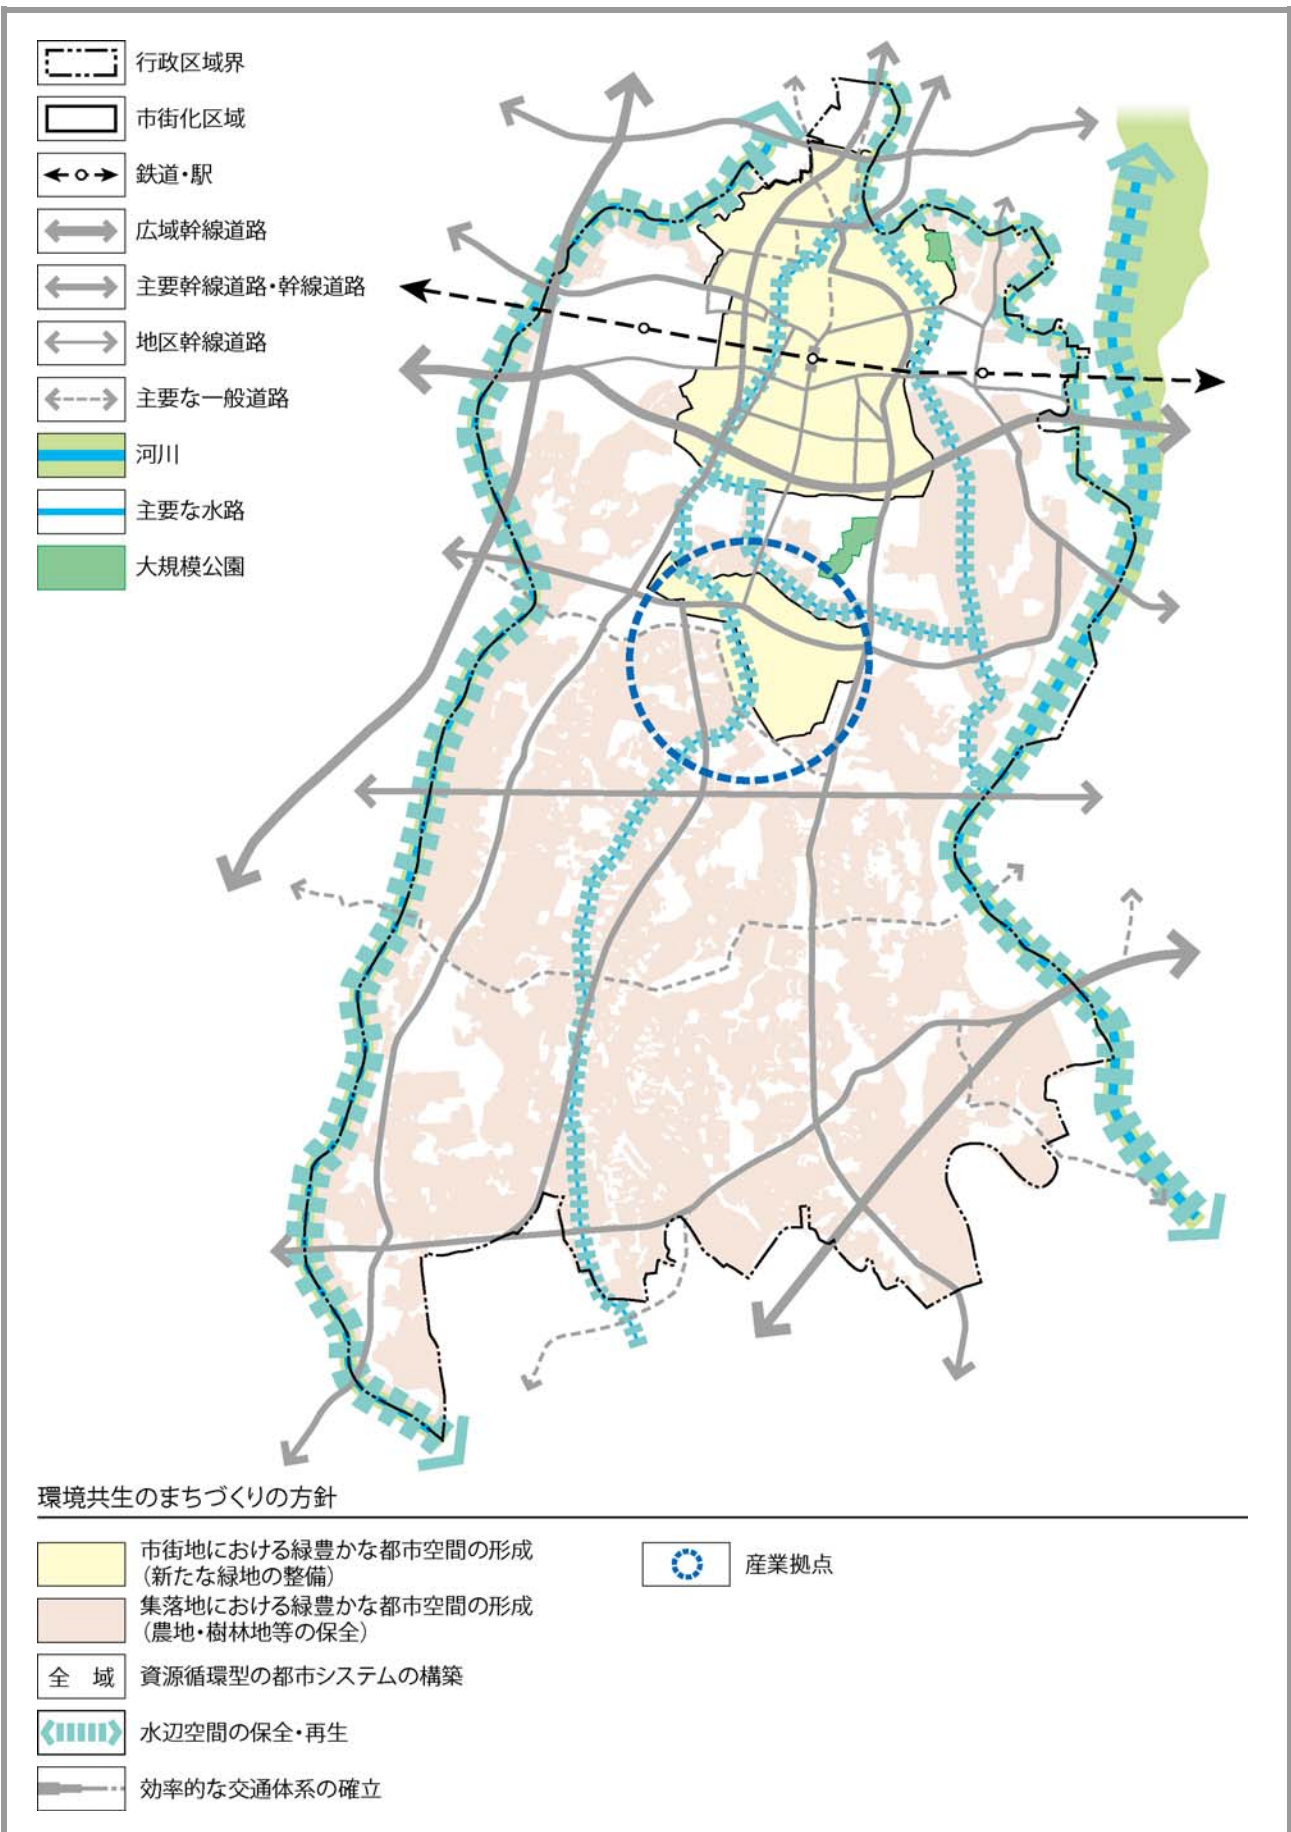 行政区域界
市街化区域
鉄道・駅
広域幹線道路
主要幹線道路・幹線道路
地区幹線道路
主要な一般道路
河川
主要な水路
大規模公園
環境共生のまちづくりの方針
市街地における緑豊かな都市空間の形成
(新たな緑地の整備)
集落地における緑豊かな都市空間の形成
(農地・樹林地等の保全)
全 域 資源循環型の都市システムの構築
水辺空間の保全・再生
効率的な交通体系の確立
産業拠点